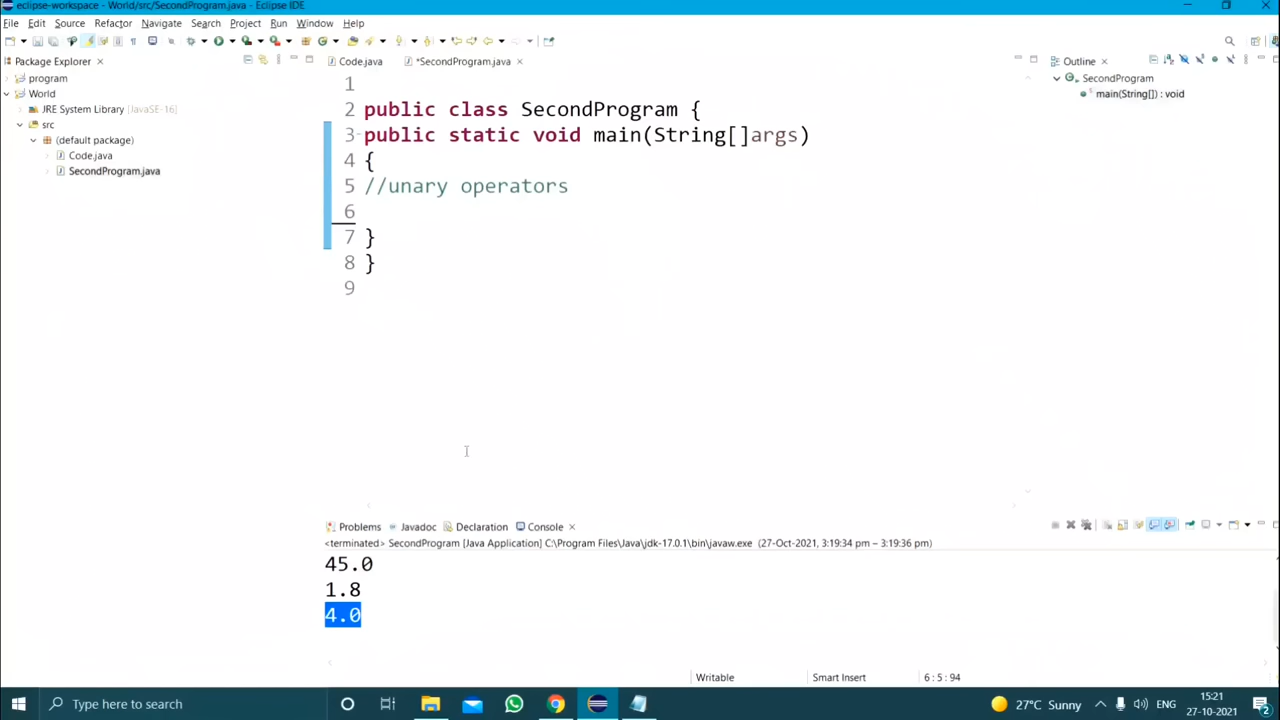 eclipse-workspace - World/src/SecondProgram.java - Eclipse IDE
File Edit Source Refactor Navigate Search Project Run Window Help
Package Explorer
program
World
JRE System Library [JavaSE-16]
src
(default package)
Code.java
SecondProgram.java
Code.java *SecondProgram.java
1
2 public class SecondProgram {
3 public static void main(String[]args)
4 {
5 //unary operators
6
7 }
8 }
9
Outline
SecondProgram
main(String[]) : void
Problems Javadoc Declaration Console
<terminated> SecondProgram [Java Application] C:\Program Files\Java\jdk-17.0.1\bin\javaw.exe (27-Oct-2021, 3:19:34 pm – 3:19:36 pm)
45.0
1.8
4.0
Writable Smart Insert 6 : 5 : 94
Type here to search
27°C Sunny ENG 15:21
27-10-2021
2